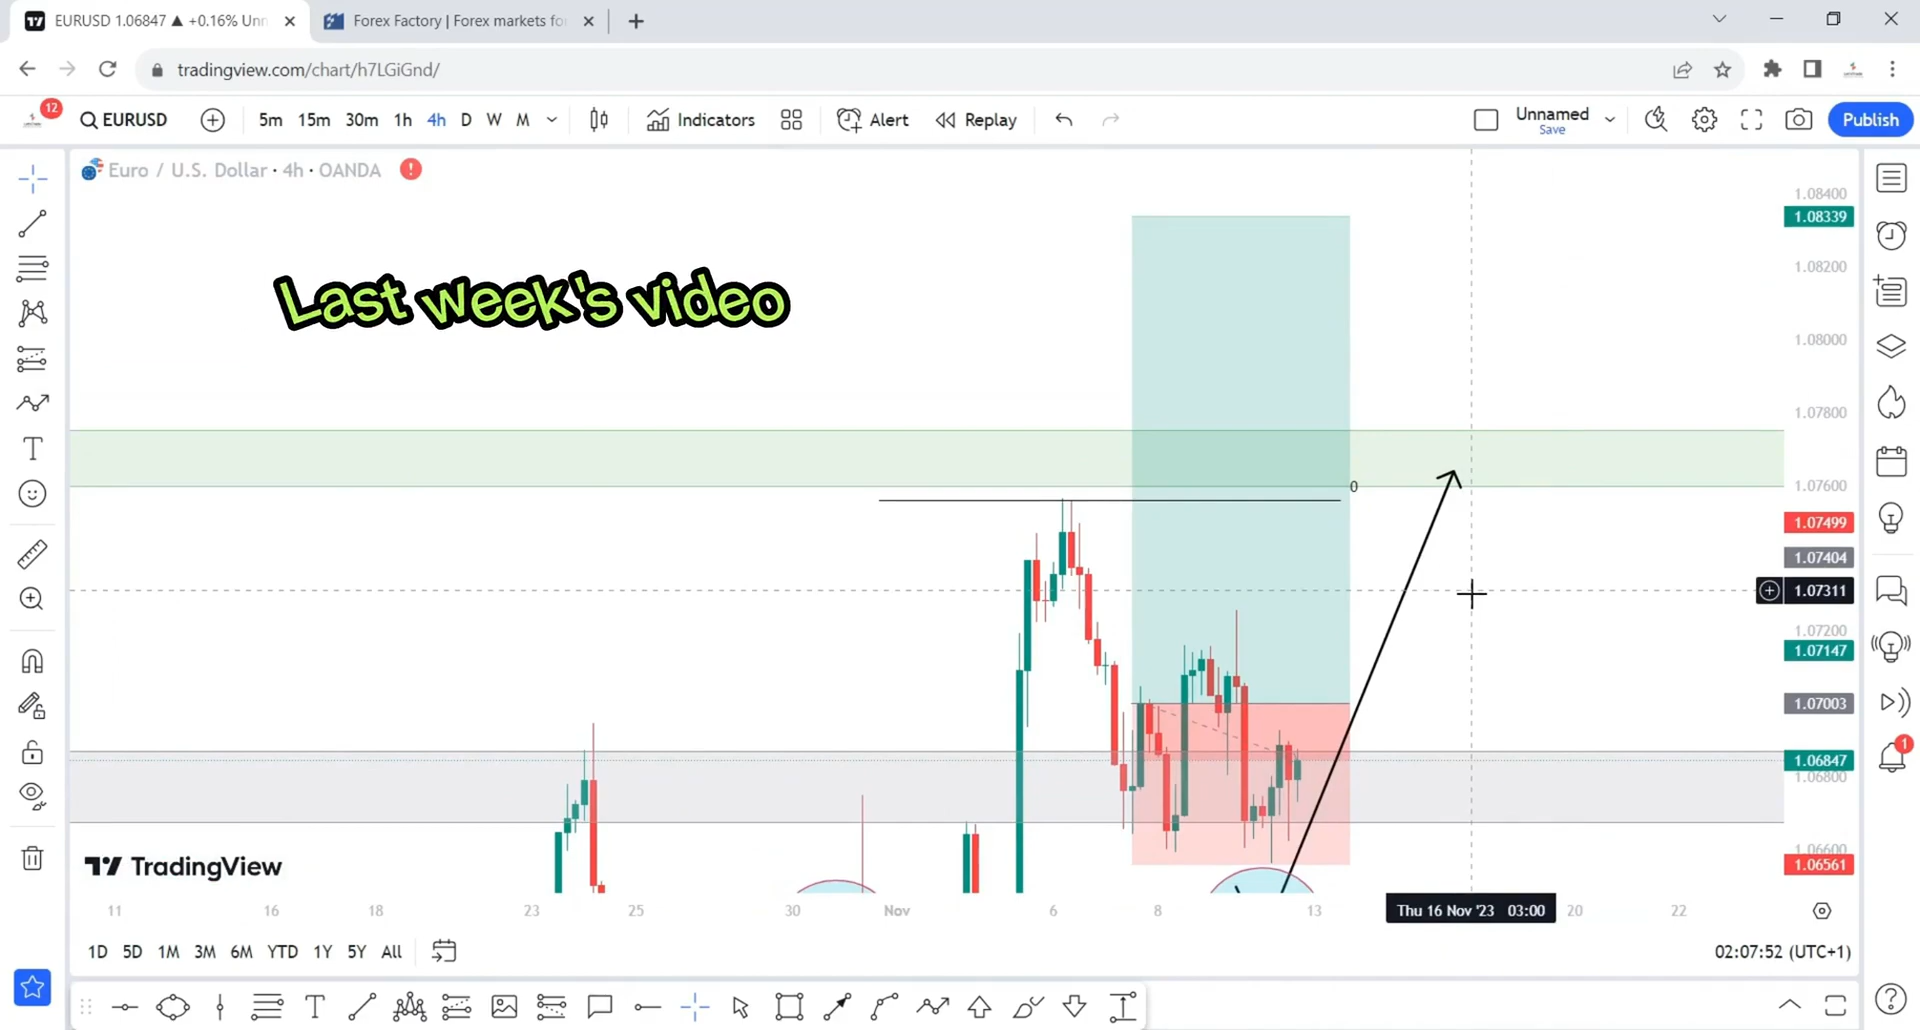 EURUSD 1.06847 ▲ +0.16% Unn
Forex Factory | Forex markets fo
tradingview.com/chart/h7LGiGnd/
12
EURUSD 5m 15m 30m 1h 4h D W M Indicators Alert Replay Unnamed Save Publish
Euro / U.S. Dollar · 4h · OANDA !
Last week's video
1.08400
1.08339
1.08200
1.08000
1.07800
0 1.07600
1.07499
1.07404
1.07311
1.07200
1.07147
1.07003
1
1.06847
1.06800
1.06600
1.06561
TradingView
11 16 18 23 25 30 Nov 6 8 13 Thu 16 Nov '23 03:00 20 22
1D 5D 1M 3M 6M YTD 1Y 5Y All 02:07:52 (UTC+1)